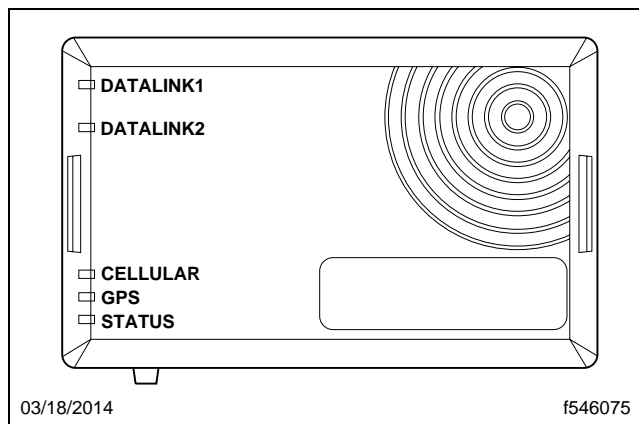 DATALINK1
DATALINK2
CELLULAR
GPS
STATUS
03/18/2014 f546075